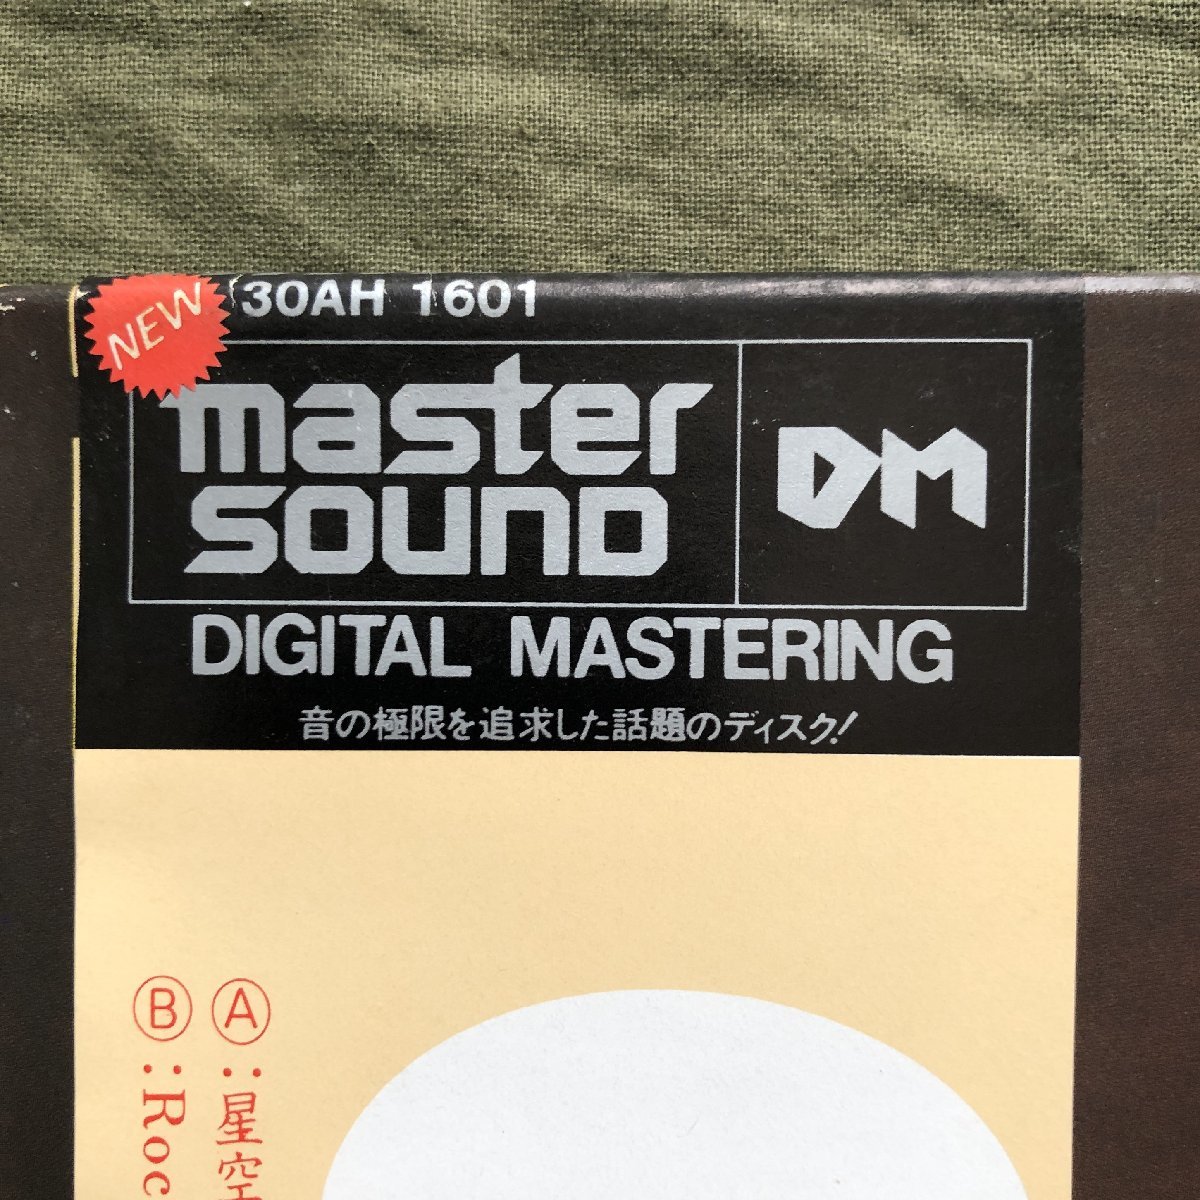 NEW
30AH 1601
master
sound
DM
DIGITAL MASTERING
音の極限を追求した話題のディスク!
Ⓐ:星空
Ⓑ:Roc